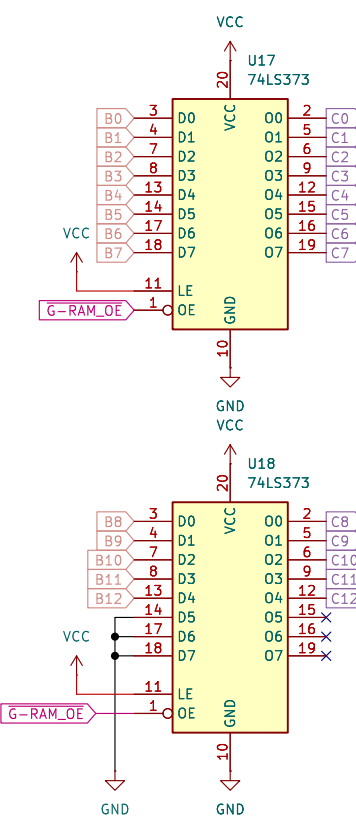 VCC
U17
74LS373
20
VCC
B0 3 D0 O0 2 C0
B1 4 D1 O1 5 C1
B2 7 D2 O2 6 C2
B3 8 D3 O3 9 C3
B4 13 D4 O4 12 C4
B5 14 D5 O5 15 C5
B6 17 D6 O6 16 C6
VCC
B7 18 D7 O7 19 C7
11 LE
G-RAM_OE 1 OE
GND
10
GND
VCC
U18
74LS373
20
VCC
B8 3 D0 O0 2 C8
B9 4 D1 O1 5 C9
B10 7 D2 O2 6 C10
B11 8 D3 O3 9 C11
B12 13 D4 O4 12 C12
14 D5 O5 15
VCC 17 D6 O6 16
18 D7 O7 19
11 LE
G-RAM_OE 1 OE
GND
10
GND GND